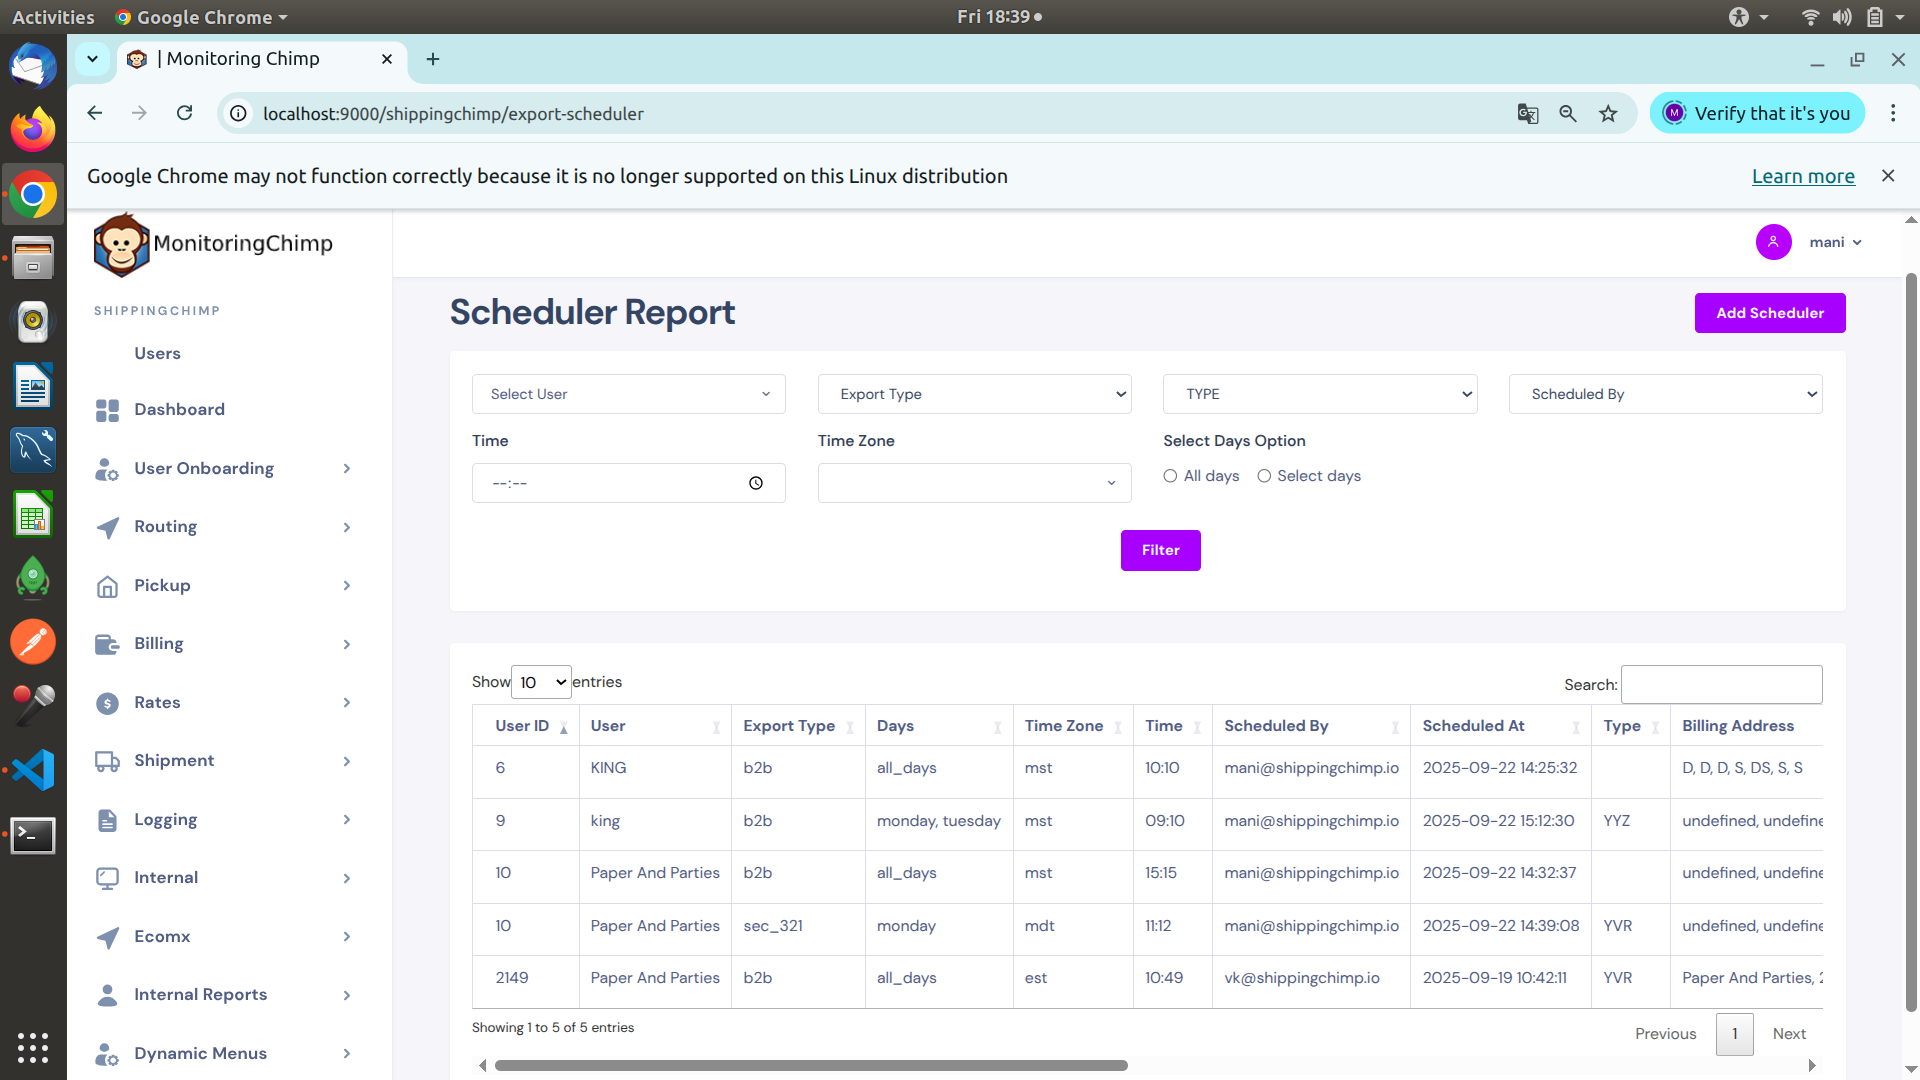 Activities Google Chrome Fri 18:39
| Monitoring Chimp
localhost:9000/shippingchimp/export-scheduler M Verify that it's you
Google Chrome may not function correctly because it is no longer supported on this Linux distribution Learn more
MonitoringChimp mani
SHIPPINGCHIMP
Users
Dashboard
User Onboarding
Routing
Pickup
Billing
Rates
Shipment
Logging
Internal
Ecomx
Internal Reports
Dynamic Menus
Scheduler Report Add Scheduler
Select User Export Type TYPE Scheduled By
Time Time Zone Select Days Option
--:-- All days Select days
Filter
Show 10 entries Search:
User ID User Export Type Days Time Zone Time Scheduled By Scheduled At Type Billing Address
6 KING b2b all_days mst 10:10 mani@shippingchimp.io 2025-09-22 14:25:32 D, D, D, S, DS, S, S
9 king b2b monday, tuesday mst 09:10 mani@shippingchimp.io 2025-09-22 15:12:30 YYZ undefined, undefine
10 Paper And Parties b2b all_days mst 15:15 mani@shippingchimp.io 2025-09-22 14:32:37 undefined, undefine
10 Paper And Parties sec_321 monday mdt 11:12 mani@shippingchimp.io 2025-09-22 14:39:08 YVR undefined, undefine
2149 Paper And Parties b2b all_days est 10:49 vk@shippingchimp.io 2025-09-19 10:42:11 YVR Paper And Parties, 2
Showing 1 to 5 of 5 entries
Previous 1 Next